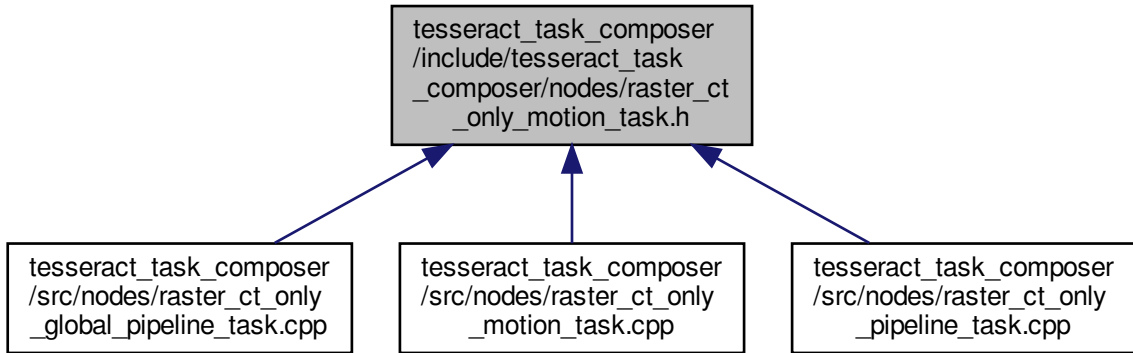 tesseract_task_composer
/include/tesseract_task
_composer/nodes/raster_ct
_only_motion_task.h
tesseract_task_composer
/src/nodes/raster_ct_only
_global_pipeline_task.cpp
tesseract_task_composer
/src/nodes/raster_ct_only
_motion_task.cpp
tesseract_task_composer
/src/nodes/raster_ct_only
_pipeline_task.cpp